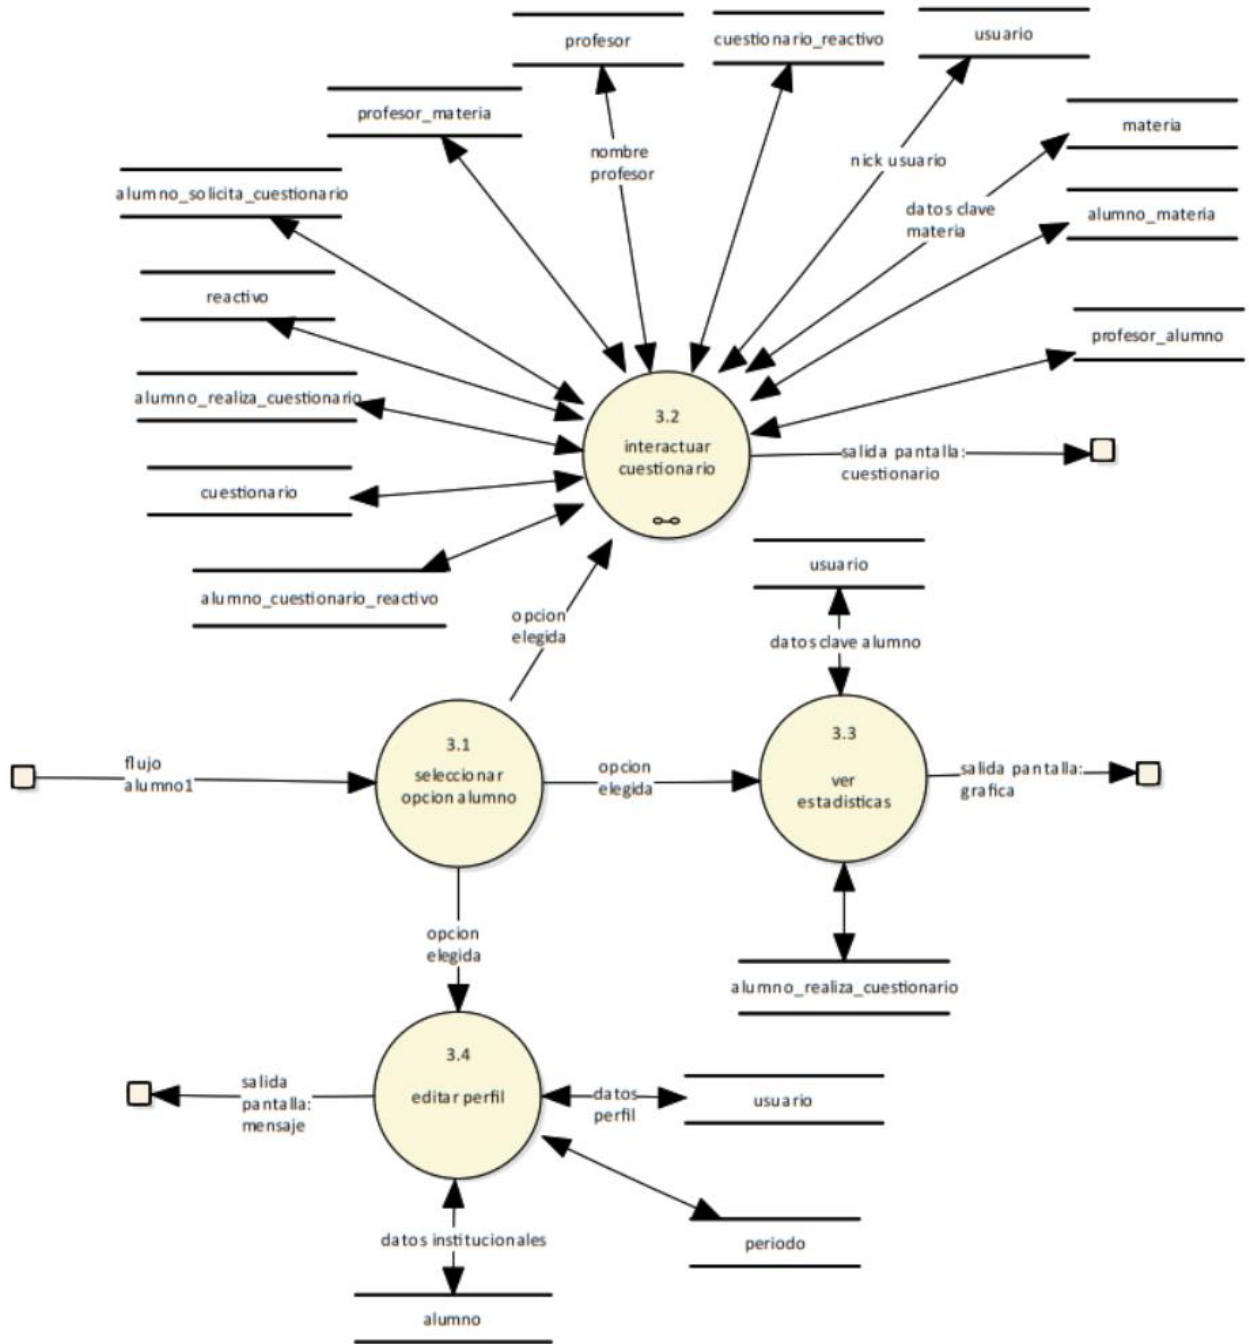 profesor
cuestionario_reactivo
usuario
profesor_materia
materia
nombre
profesor
nick usuario
alumno_solicita_cuestionario
datos clave
materia
alumno_materia
reactivo
profesor_alumno
alumno_realiza_cuestionario
3.2
interactuar
cuestionario
salida pantalla:
cuestionario
cuestionario
alumno_cuestionario_reactivo
usuario
opcion
elegida
datos clave alumno
flujo
alumno1
3.1
seleccionar
opcion alumno
opcion
elegida
3.3
ver
estadisticas
salida pantalla:
grafica
opcion
elegida
alumno_realiza_cuestionario
3.4
editar perfil
salida
pantalla:
mensaje
datos
perfil
usuario
datos institucionales
periodo
alumno